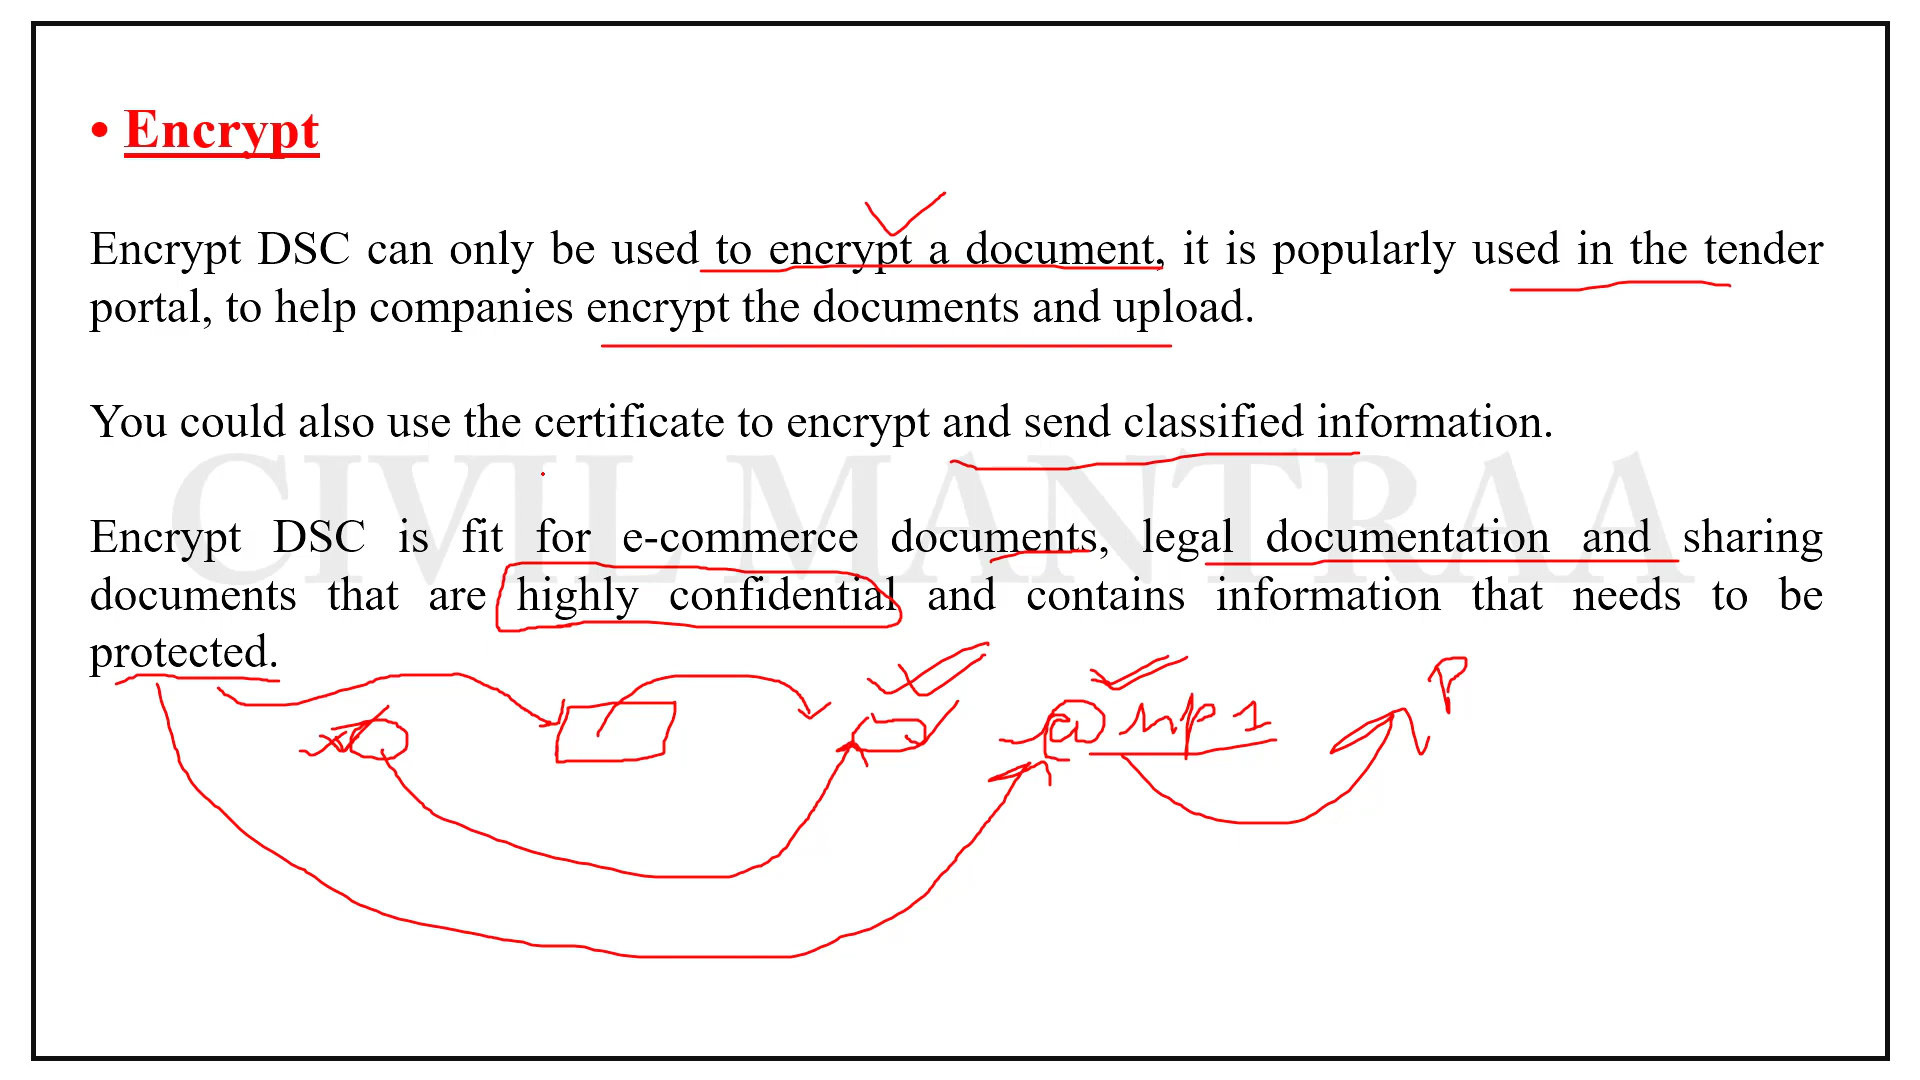 • Encrypt
Encrypt DSC can only be used to encrypt a document, it is popularly used in the tender
portal, to help companies encrypt the documents and upload.
You could also use the certificate to encrypt and send classified information.
CIVIL MANTRAA
Encrypt DSC is fit for e-commerce documents, legal documentation and sharing
documents that are highly confidential and contains information that needs to be
protected.
P